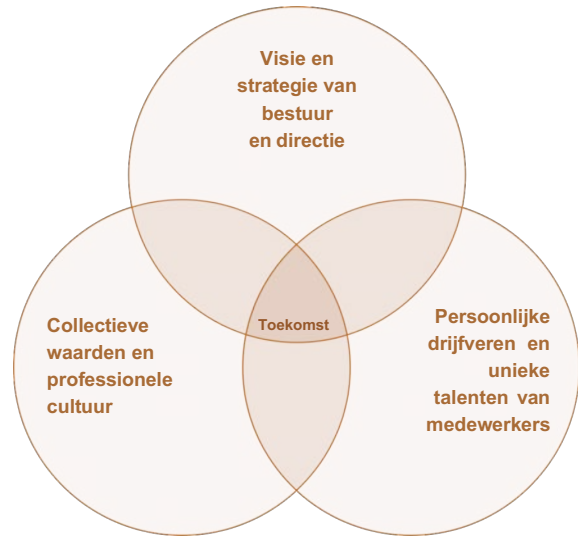 Visie en
strategie van
bestuur
en directie
Toekomst
Collectieve
waarden en
professionele
cultuur
Persoonlijke
drijfveren en
unieke
talenten van
medewerkers